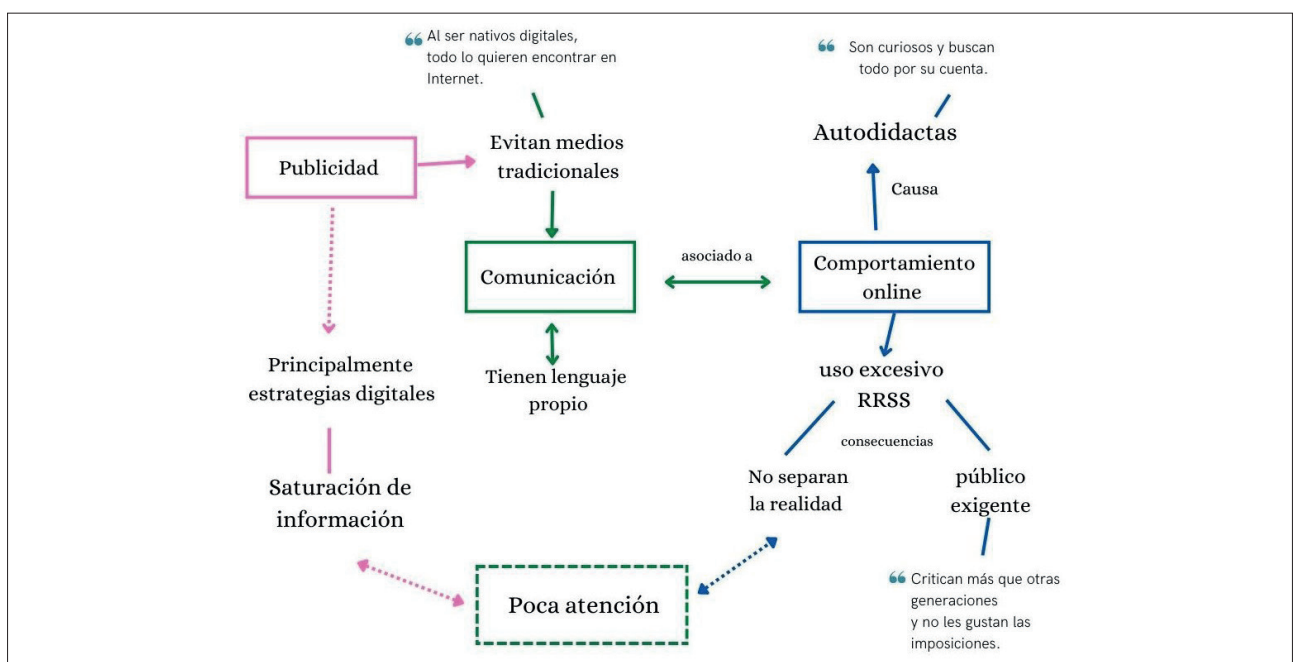 ❝ Al ser nativos digitales,
todo lo quieren encontrar en
Internet.
❝ Son curiosos y buscan
todo por su cuenta.
Publicidad
Evitan medios
tradicionales
Autodidactas
Causa
Comunicación
asociado a
Comportamiento
online
Principalmente
estrategias digitales
Tienen lenguaje
propio
uso excesivo
RRSS
consecuencias
Saturación de
información
No separan
la realidad
público
exigente
Poca atención
❝ Critican más que otras
generaciones
y no les gustan las
imposiciones.